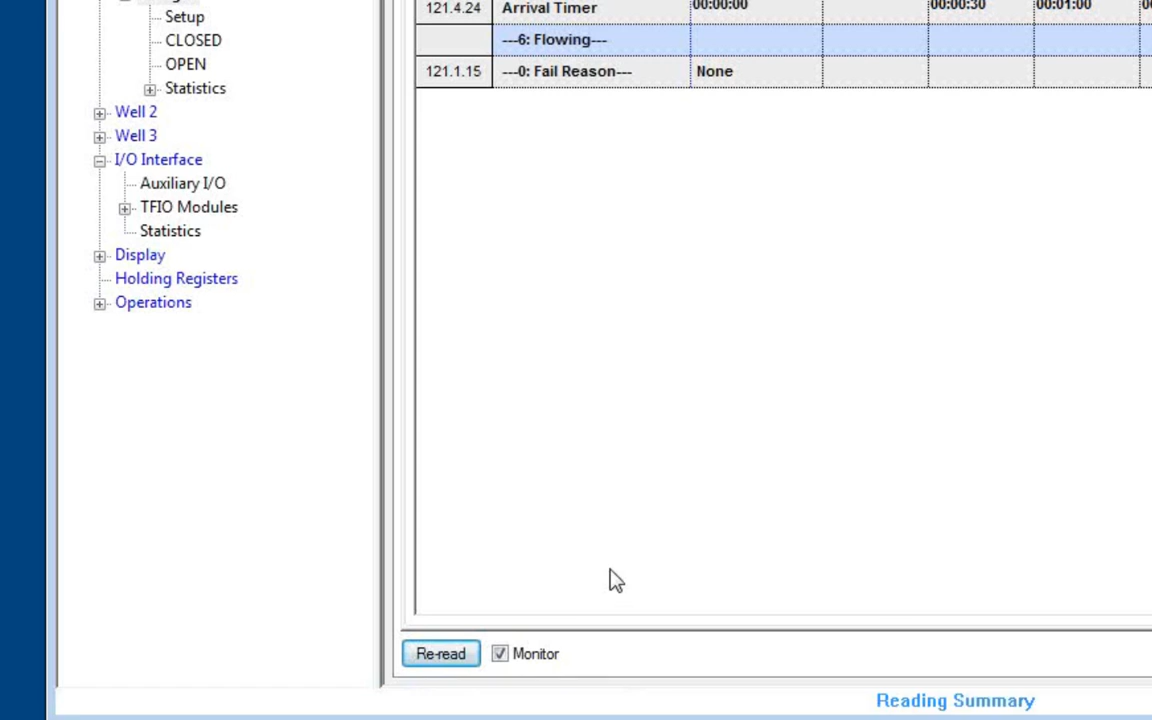 Setup
CLOSED
OPEN
Statistics
Well 2
Well 3
I/O Interface
Auxiliary I/O
TFIO Modules
Statistics
Display
Holding Registers
Operations
121.4.24 Arrival Timer 00:00:00 00:00:30 00:01:00
---6: Flowing---
121.1.15 ---0: Fail Reason--- None
Re-read Monitor
Reading Summary